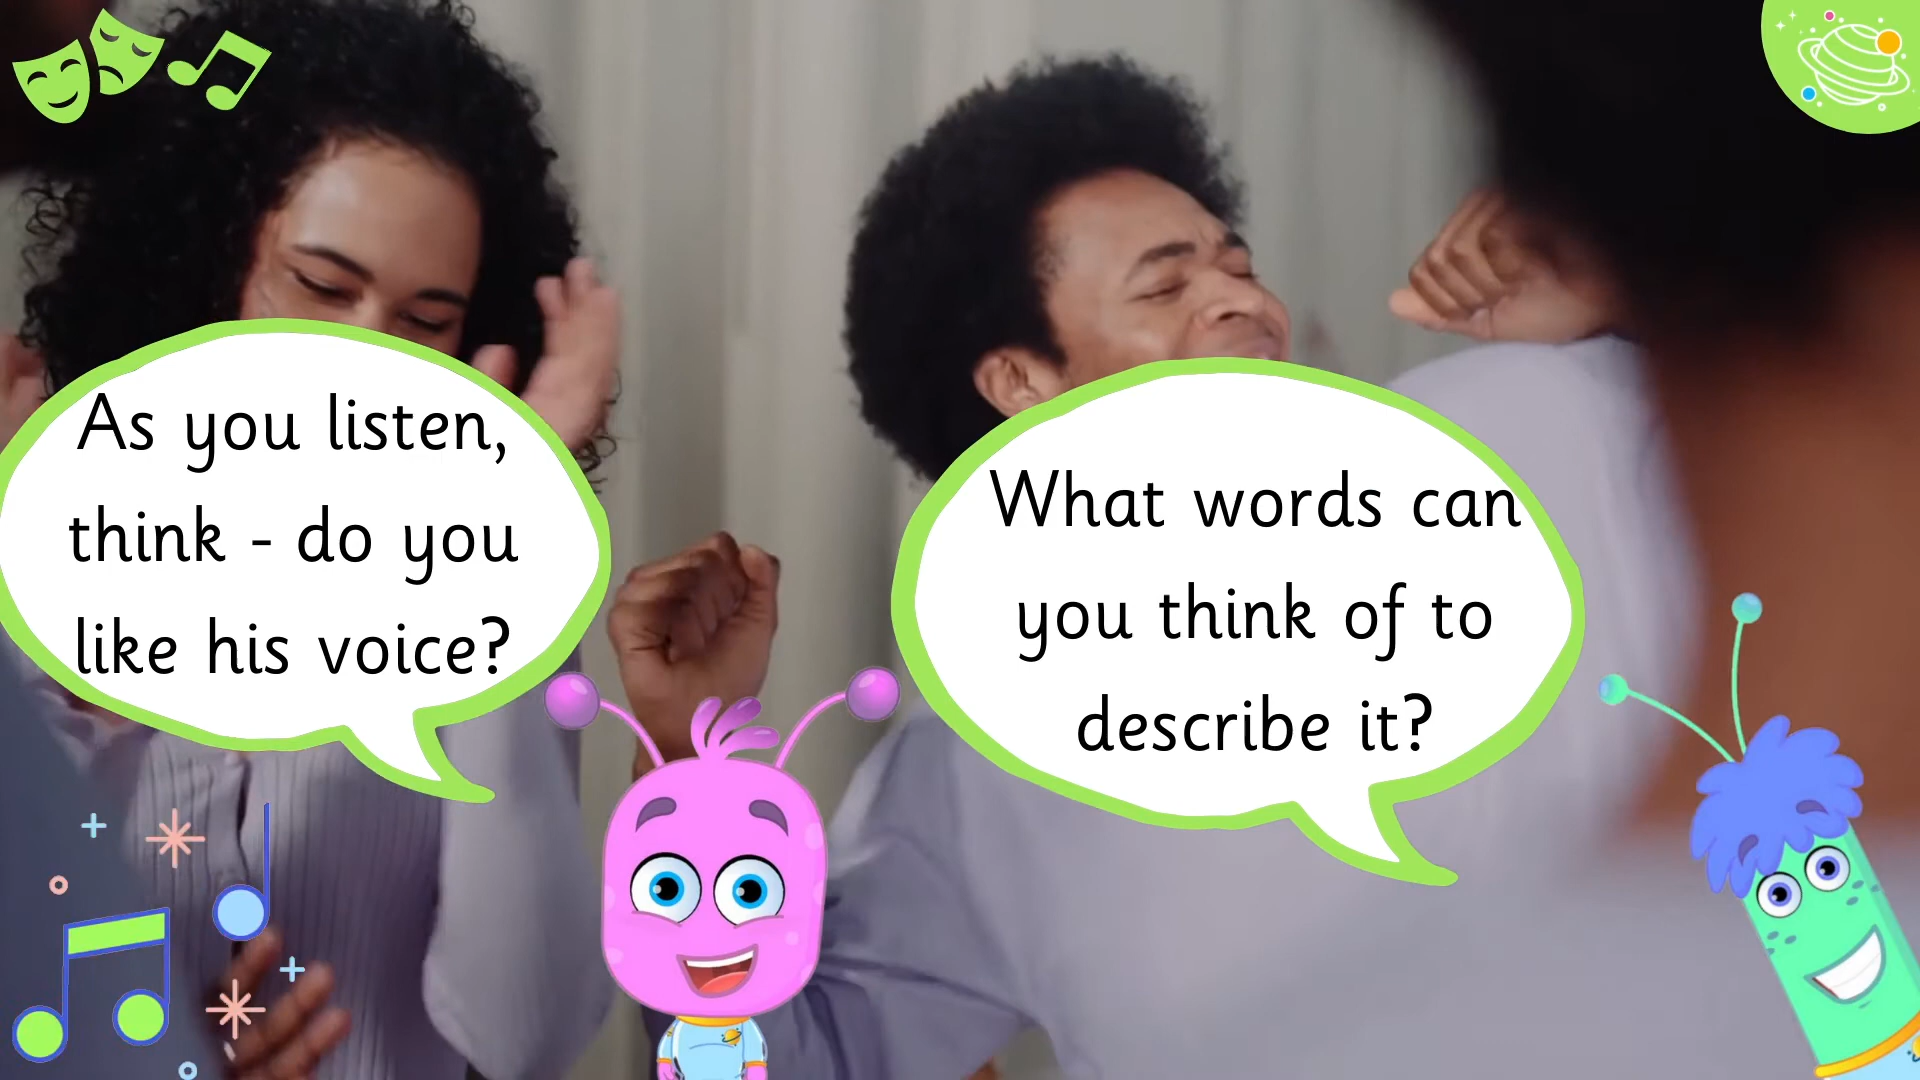 As you listen,
think - do you
like his voice?
What words can
you think of to
describe it?